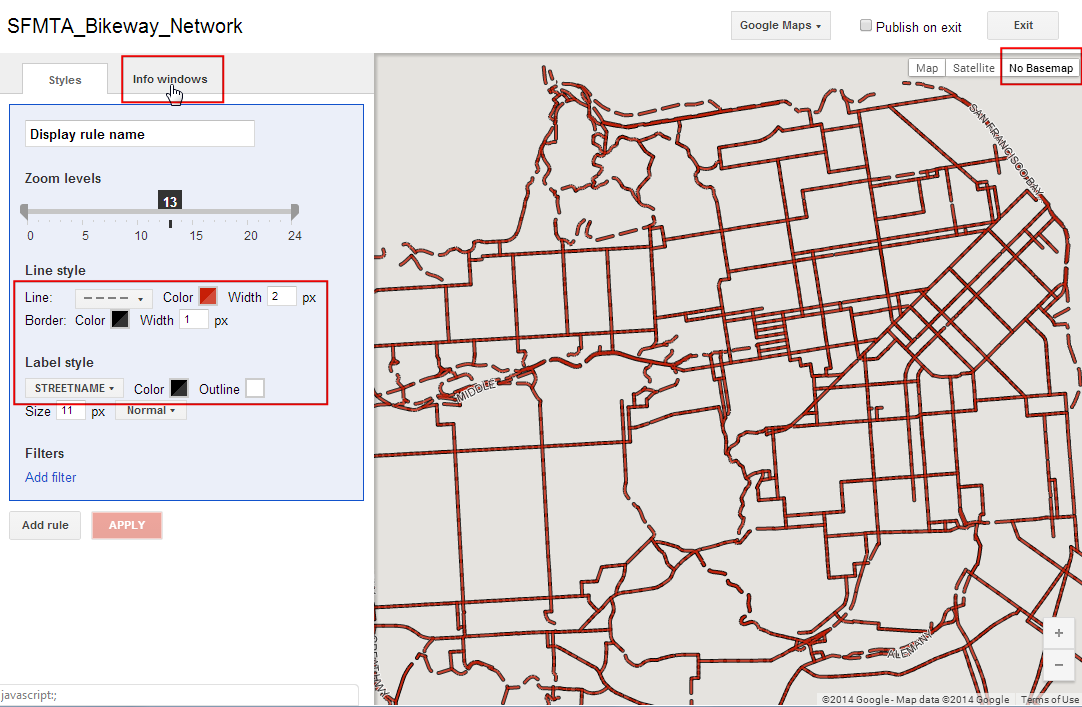 SFMTA_Bikeway_Network
Google Maps
Publish on exit
Exit
Styles
Info windows
Map
Satellite
No Basemap
Display rule name
Zoom levels
13
0 5 10 15 20 24
Line style
Line: Color Width 2 px
Border: Color Width 1 px
Label style
STREETNAME Color Outline
Size 11 px Normal
Filters
Add filter
Add rule
APPLY
SAN FRANCISCO BAY
MIDDLE
ALEMANY
+
−
javascript:;
©2014 Google - Map data ©2014 Google
Terms of Use